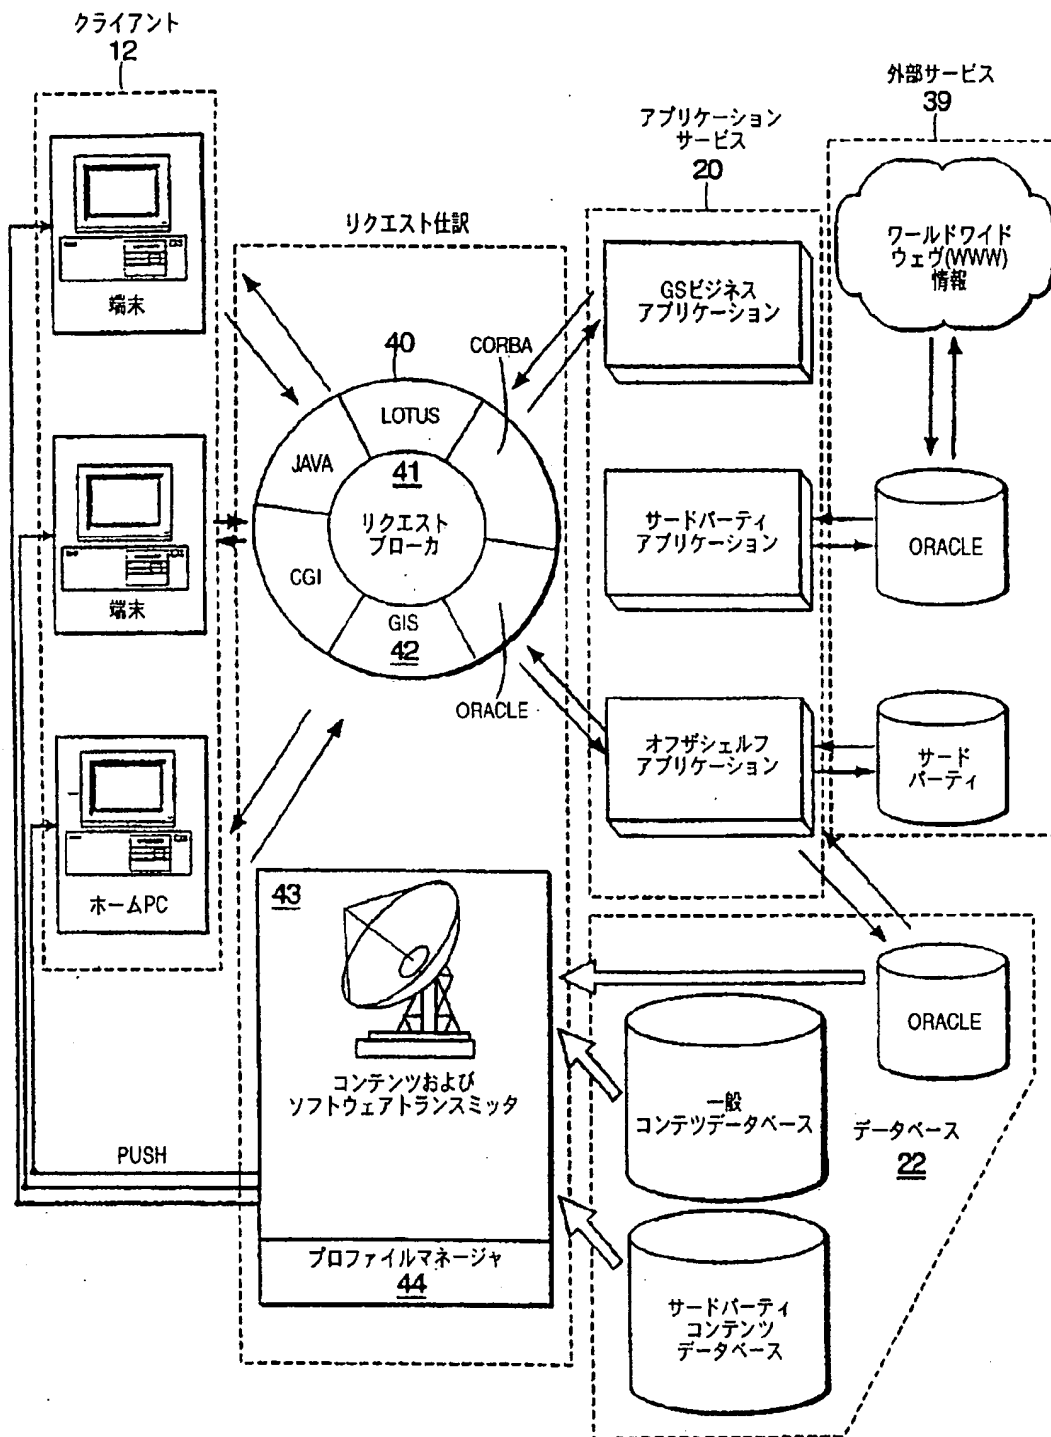 クライアント
12
端末
端末
ホームPC
リクエスト仕訳
40
CORBA
LOTUS
JAVA
41
リクエスト
ブローカ
CGI
GIS
42
ORACLE
43
コンテンツおよび
ソフトウェアトランスミッタ
PUSH
プロファイルマネージャ
44
アプリケーション
サービス
20
GSビジネス
アプリケーション
サードパーティ
アプリケーション
オフザシェルフ
アプリケーション
外部サービス
39
ワールドワイド
ウェヴ(WWW)
情報
ORACLE
サード
パーティ
ORACLE
一般
コンテツデータベース
データベース
22
サードパーティ
コンテンツ
データベース